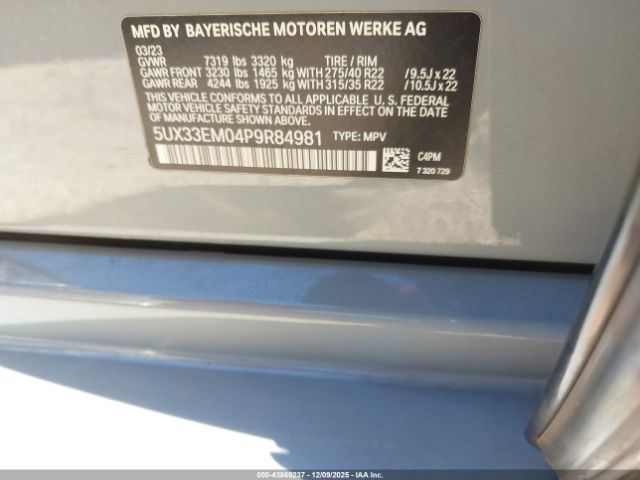 MFD BY BAYERISCHE MOTOREN WERKE AG
03/23
GVWR 7319 lbs 3320 kg TIRE / RIM
GAWR FRONT 3230 lbs 1465 kg WITH 275/40 R22 /9.5J x 22
GAWR REAR 4244 lbs 1925 kg WITH 315/35 R22 /10.5J x 22
THIS VEHICLE CONFORMS TO ALL APPLICABLE U.S. FEDERAL
MOTOR VEHICLE SAFETY STANDARDS IN EFFECT ON THE DATE
OF MANUFACTURE SHOWN ABOVE.
5UX33EM04P9R84981 TYPE: MPV
C4PM
7 320 729
000-43868237 - 12/09/2025 - IAAI Inc.